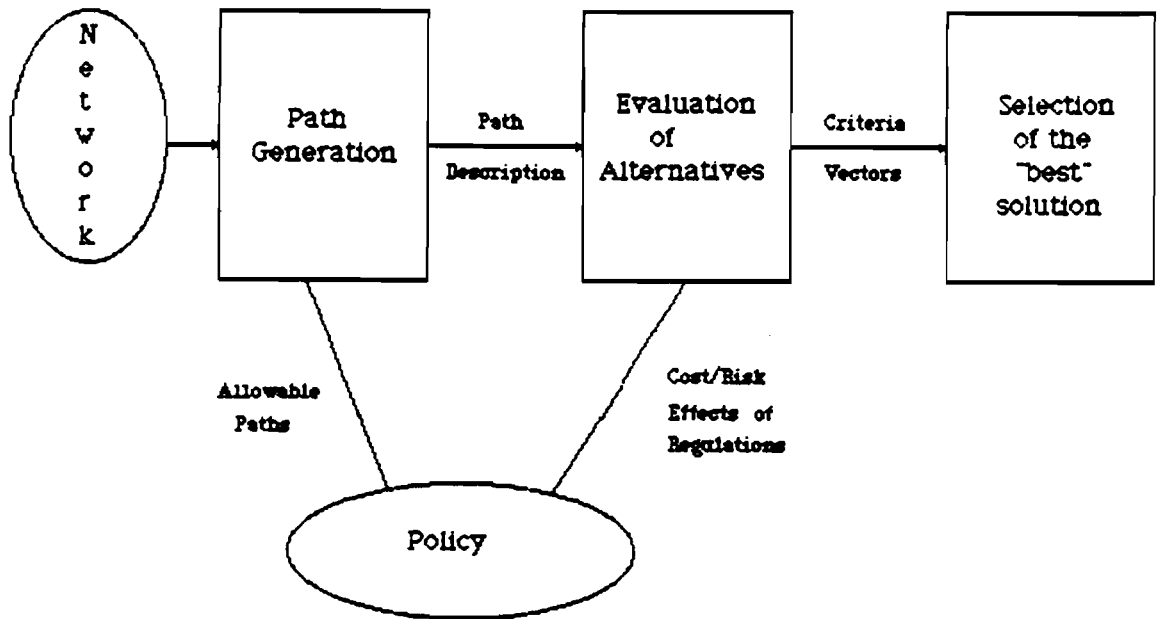 Network
Path
Generation
Path
Description
Evaluation
of
Alternatives
Criteria
Vectors
Selection
of the
"best"
solution
Allowable
Paths
Cost/Risk
Effects of
Regulations
Policy